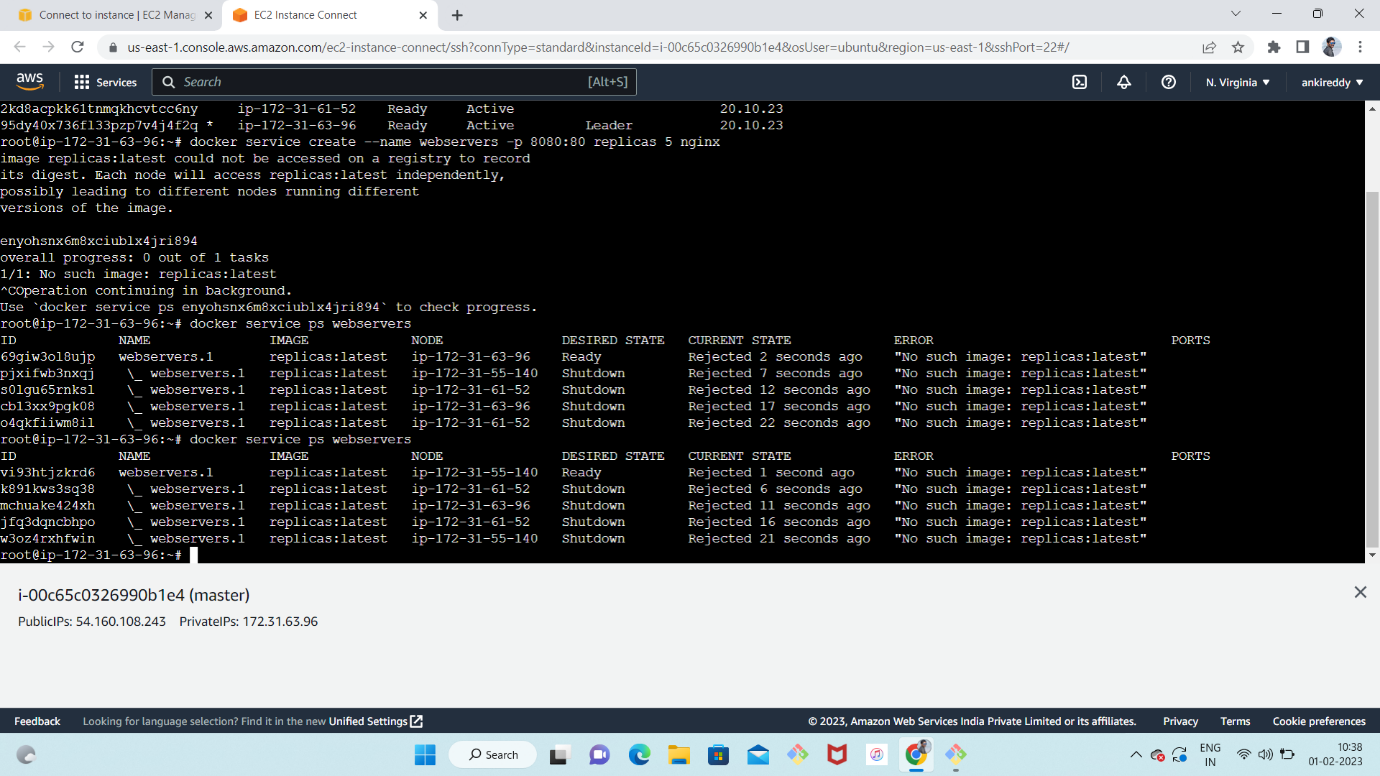 Connect to instance | EC2 Manag
EC2 Instance Connect
us-east-1.console.aws.amazon.com/ec2-instance-connect/ssh?connType=standard&instanceId=i-00c65c0326990b1e4&osUser=ubuntu&region=us-east-1&sshPort=22#/
aws Services Search [Alt+S] N. Virginia ▼ ankireddy ▼
2kd8acpkk6ltnmqkhcvtcc6ny ip-172-31-61-52 Ready Active 20.10.23
95dy40x736fl33pzp7v4j4f2q * ip-172-31-63-96 Ready Active Leader 20.10.23
root@ip-172-31-63-96:~# docker service create --name webservers -p 8080:80 replicas 5 nginx
image replicas:latest could not be accessed on a registry to record
its digest. Each node will access replicas:latest independently,
possibly leading to different nodes running different
versions of the image.
enyohsnx6m8xciublx4jri894
overall progress: 0 out of 1 tasks
1/1: No such image: replicas:latest
^COperation continuing in background.
Use `docker service ps enyohsnx6m8xciublx4jri894` to check progress.
root@ip-172-31-63-96:~# docker service ps webservers
ID NAME IMAGE NODE DESIRED STATE CURRENT STATE ERROR PORTS
69giw3ol8ujp webservers.1 replicas:latest ip-172-31-63-96 Ready Rejected 2 seconds ago "No such image: replicas:latest"
pjxifwb3nxqj \_ webservers.1 replicas:latest ip-172-31-55-140 Shutdown Rejected 7 seconds ago "No such image: replicas:latest"
s0lgu65rnksl \_ webservers.1 replicas:latest ip-172-31-61-52 Shutdown Rejected 12 seconds ago "No such image: replicas:latest"
cbl3xx9pgk08 \_ webservers.1 replicas:latest ip-172-31-63-96 Shutdown Rejected 17 seconds ago "No such image: replicas:latest"
o4qkfiiwm8il \_ webservers.1 replicas:latest ip-172-31-61-52 Shutdown Rejected 22 seconds ago "No such image: replicas:latest"
root@ip-172-31-63-96:~# docker service ps webservers
ID NAME IMAGE NODE DESIRED STATE CURRENT STATE ERROR PORTS
vi93htjzkrd6 webservers.1 replicas:latest ip-172-31-55-140 Ready Rejected 1 second ago "No such image: replicas:latest"
k891kws3sq38 \_ webservers.1 replicas:latest ip-172-31-61-52 Shutdown Rejected 6 seconds ago "No such image: replicas:latest"
mchuake424xh \_ webservers.1 replicas:latest ip-172-31-63-96 Shutdown Rejected 11 seconds ago "No such image: replicas:latest"
jfq3dqncbhpo \_ webservers.1 replicas:latest ip-172-31-61-52 Shutdown Rejected 16 seconds ago "No such image: replicas:latest"
w3oz4rxhfwin \_ webservers.1 replicas:latest ip-172-31-55-140 Shutdown Rejected 21 seconds ago "No such image: replicas:latest"
root@ip-172-31-63-96:~#
i-00c65c0326990b1e4 (master)
PublicIPs: 54.160.108.243 PrivateIPs: 172.31.63.96
Feedback Looking for language selection? Find it in the new Unified Settings © 2023, Amazon Web Services India Private Limited or its affiliates. Privacy Terms Cookie preferences
Search
ENG
IN
10:38
01-02-2023